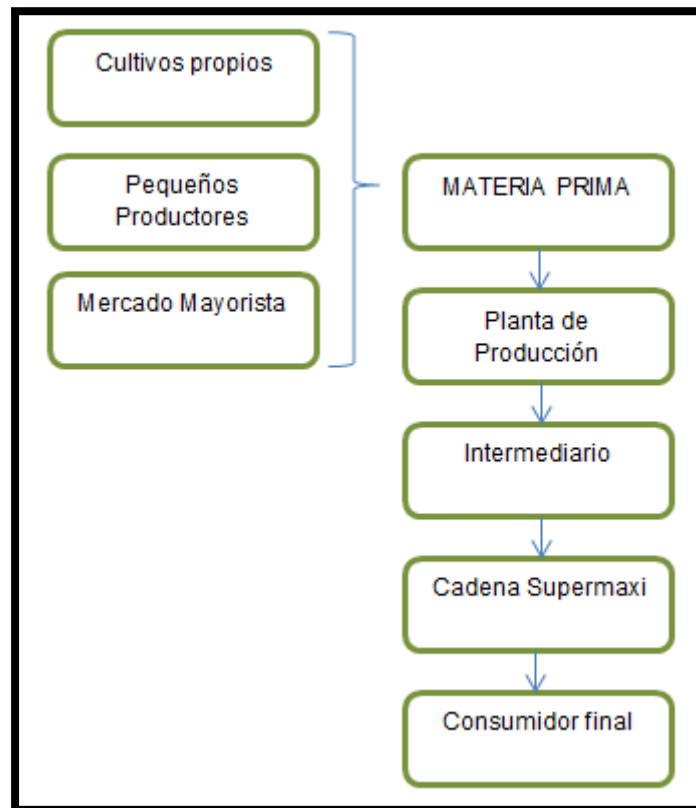 Cultivos propios
Pequeños
Productores
Mercado Mayorista
MATERIA PRIMA
Planta de
Producción
Intermediario
Cadena Supermaxi
Consumidor final